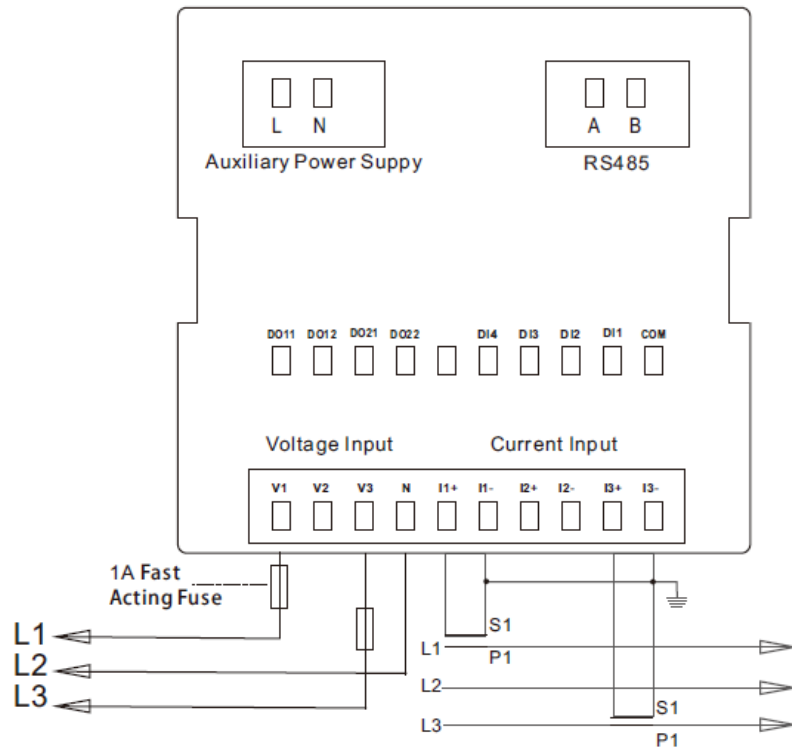 L N
A B
Auxiliary Power Supply
RS485
DO11 DO12 DO21 DO22 DI4 DI3 DI2 DI1 COM
Voltage Input
Current Input
V1 V2 V3 N I1+ I1- I2+ I2- I3+ I3-
1A Fast
Acting Fuse
L1
L2
L3
S1
L1
P1
L2
S1
L3
P1